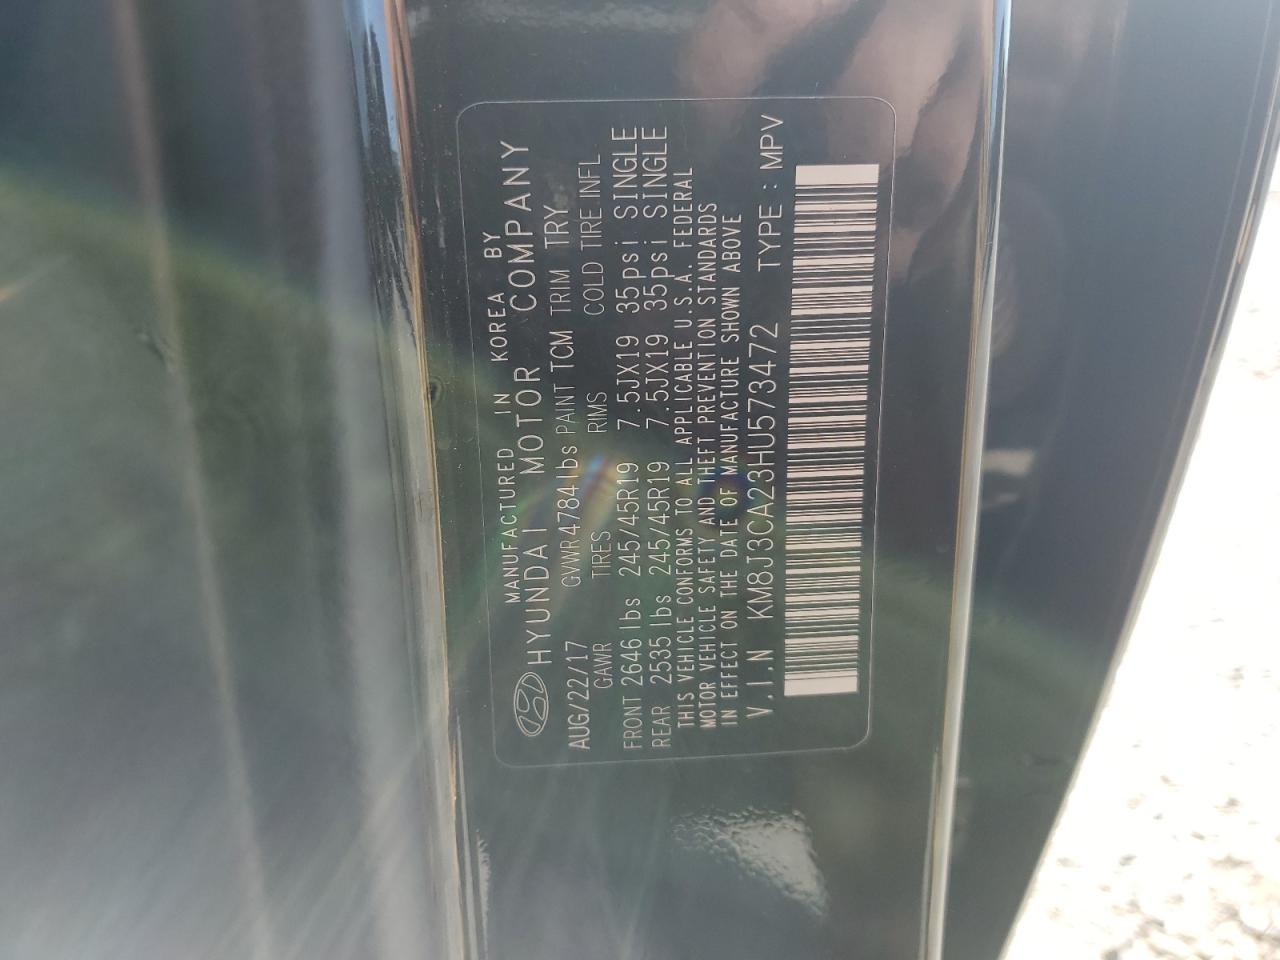 MANUFACTURED IN KOREA BY
HYUNDAI MOTOR COMPANY
AUG/22/17 GVWR 4784 lbs PAINT TCM TRIM TRY
GAWR TIRES RIMS COLD TIRE INFL
FRONT 2646 lbs 245/45R19 7.5JX19 35psi SINGLE
REAR 2535 lbs 245/45R19 7.5JX19 35psi SINGLE
THIS VEHICLE CONFORMS TO ALL APPLICABLE U.S.A. FEDERAL
MOTOR VEHICLE SAFETY AND THEFT PREVENTION STANDARDS
IN EFFECT ON THE DATE OF MANUFACTURE SHOWN ABOVE
V.I.N KM8J3CA23HU573472 TYPE : MPV